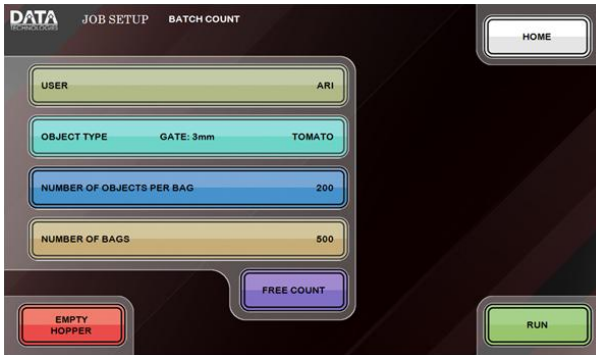 DATA
TECHNOLOGIES
JOB SETUP BATCH COUNT
HOME
USER ARI
OBJECT TYPE GATE: 3mm TOMATO
NUMBER OF OBJECTS PER BAG 200
NUMBER OF BAGS 500
FREE COUNT
EMPTY
HOPPER
RUN